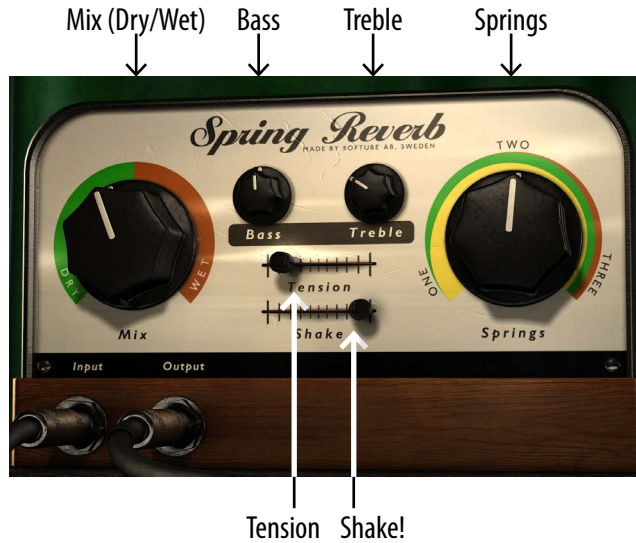 Mix (Dry/Wet) Bass Treble Springs
Spring Reverb
MADE BY SOFTUBE AB, SWEDEN
TWO
DRY WET
Bass Treble
ONE THREE
Tension
Shake
Mix Springs
Input Output
Tension Shake!